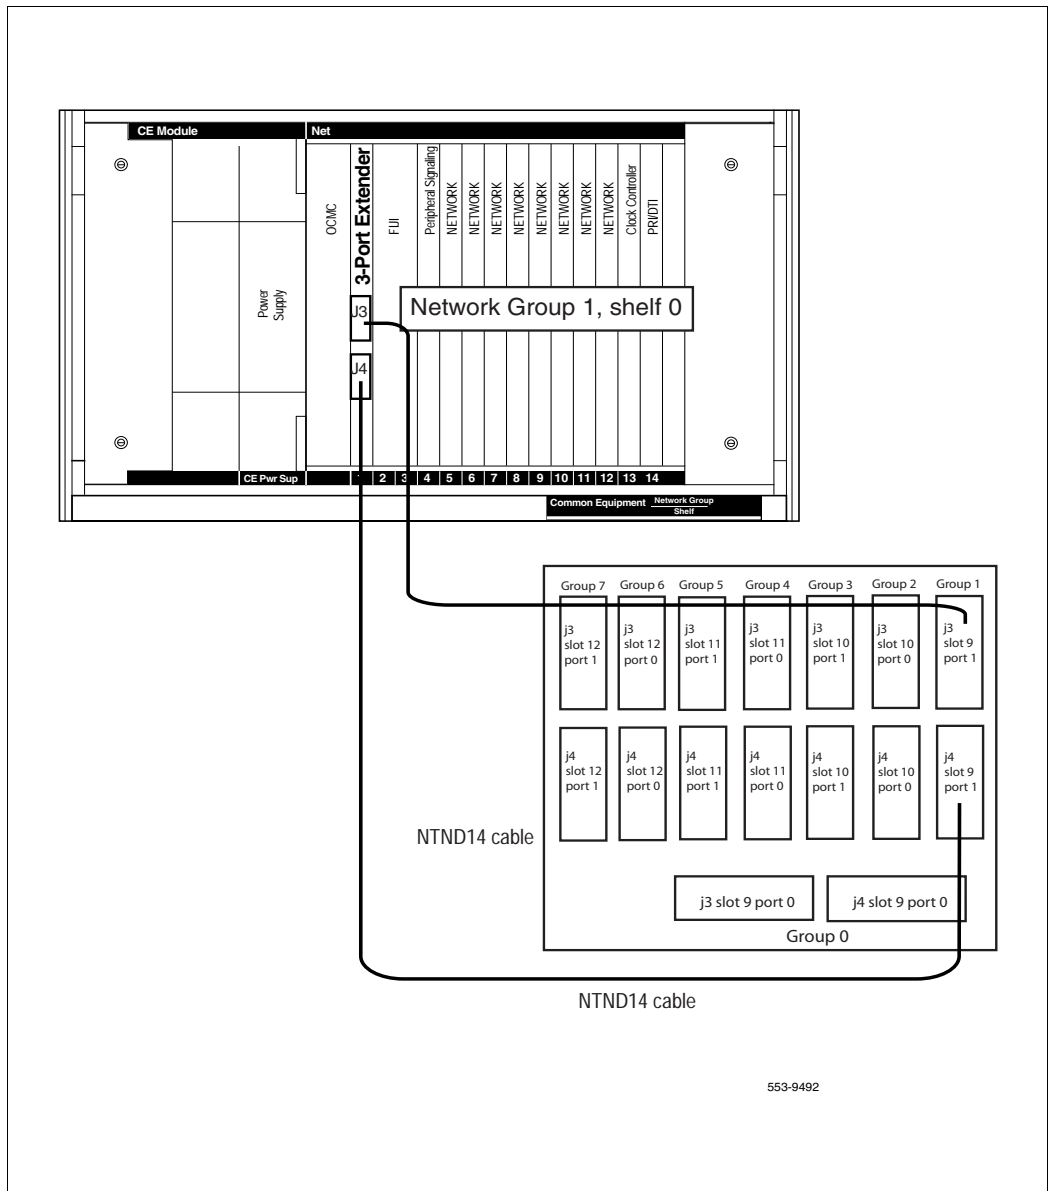 CE Module
Net
OCMC
3-Port Extender
FIJI
Peripheral Signaling
NETWORK
NETWORK
NETWORK
NETWORK
NETWORK
NETWORK
NETWORK
NETWORK
Clock Controller
PRI/DTI
Power
Supply
J3
Network Group 1, shelf 0
J4
CE Pwr Sup
1 2 3 4 5 6 7 8 9 10 11 12 13 14
Common Equipment
Network Group
Shelf
Group 7 Group 6 Group 5 Group 4 Group 3 Group 2 Group 1
j3
slot 12
port 1
j3
slot 12
port 0
j3
slot 11
port 1
j3
slot 11
port 0
j3
slot 10
port 1
j3
slot 10
port 0
j3
slot 9
port 1
j4
slot 12
port 1
j4
slot 12
port 0
j4
slot 11
port 1
j4
slot 11
port 0
j4
slot 10
port 1
j4
slot 10
port 0
j4
slot 9
port 1
NTND14 cable
j3 slot 9 port 0
j4 slot 9 port 0
Group 0
NTND14 cable
553-9492